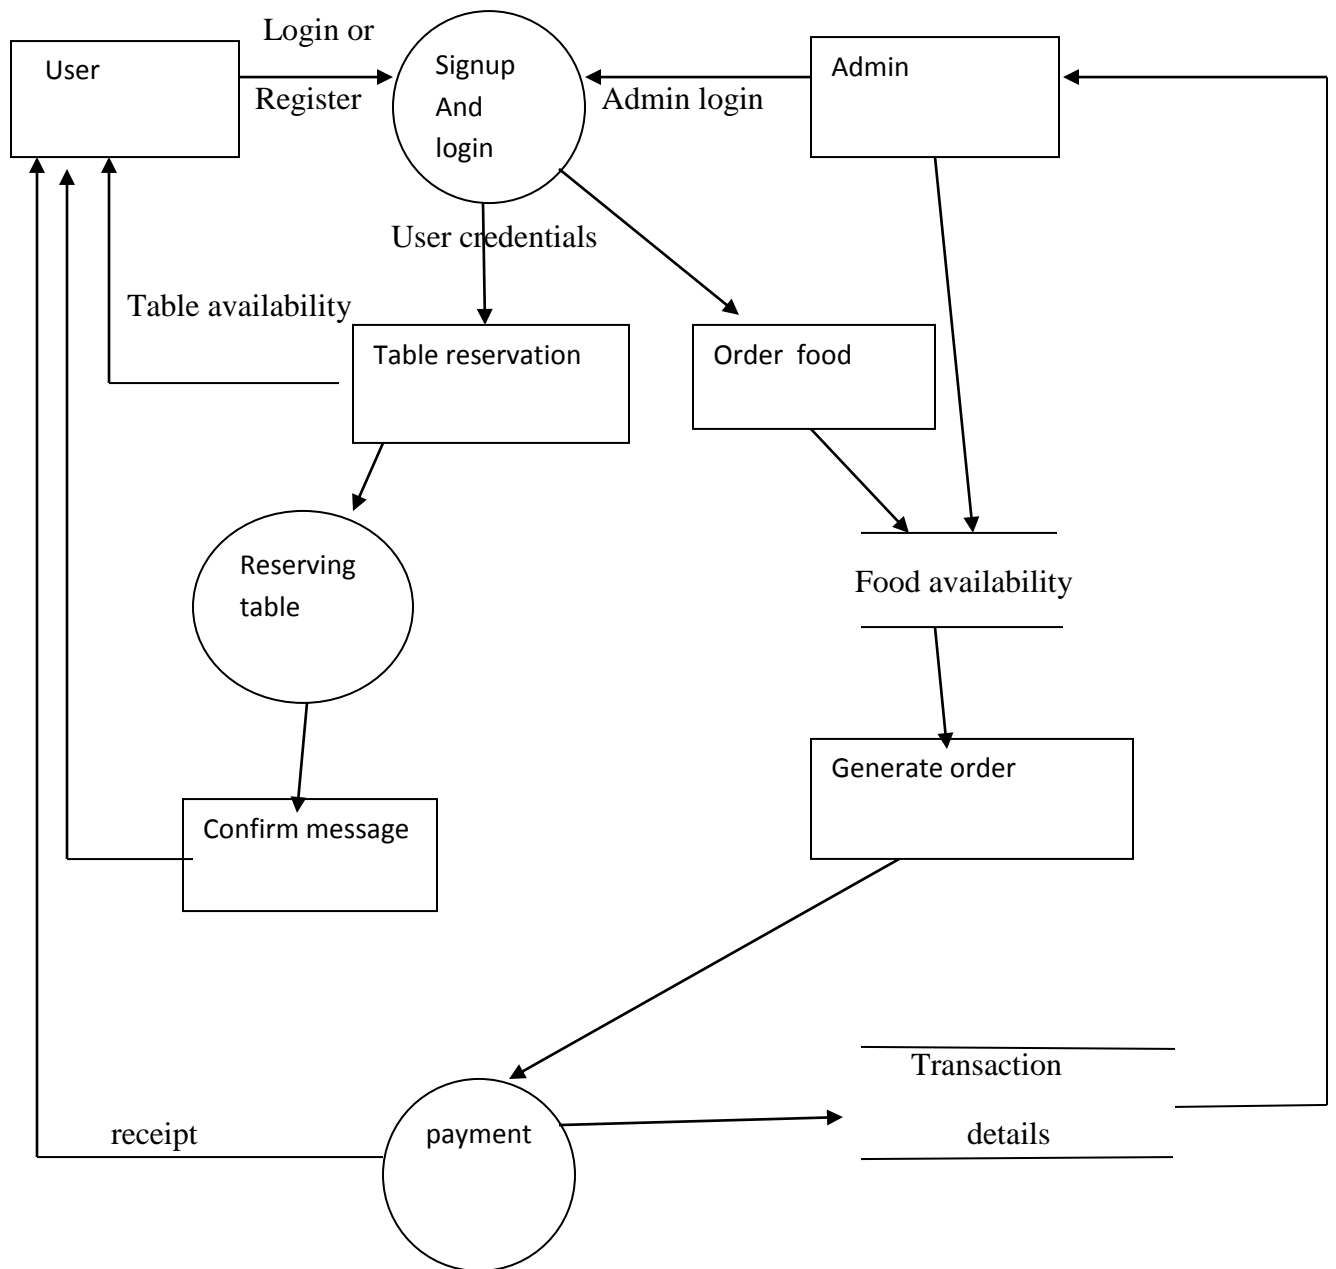 Login or
User
Signup
And
login
Admin
Register
Admin login
User credentials
Table availability
Table reservation
Order  food
Reserving
table
Food availability
Generate order
Confirm message
Transaction
details
receipt
payment